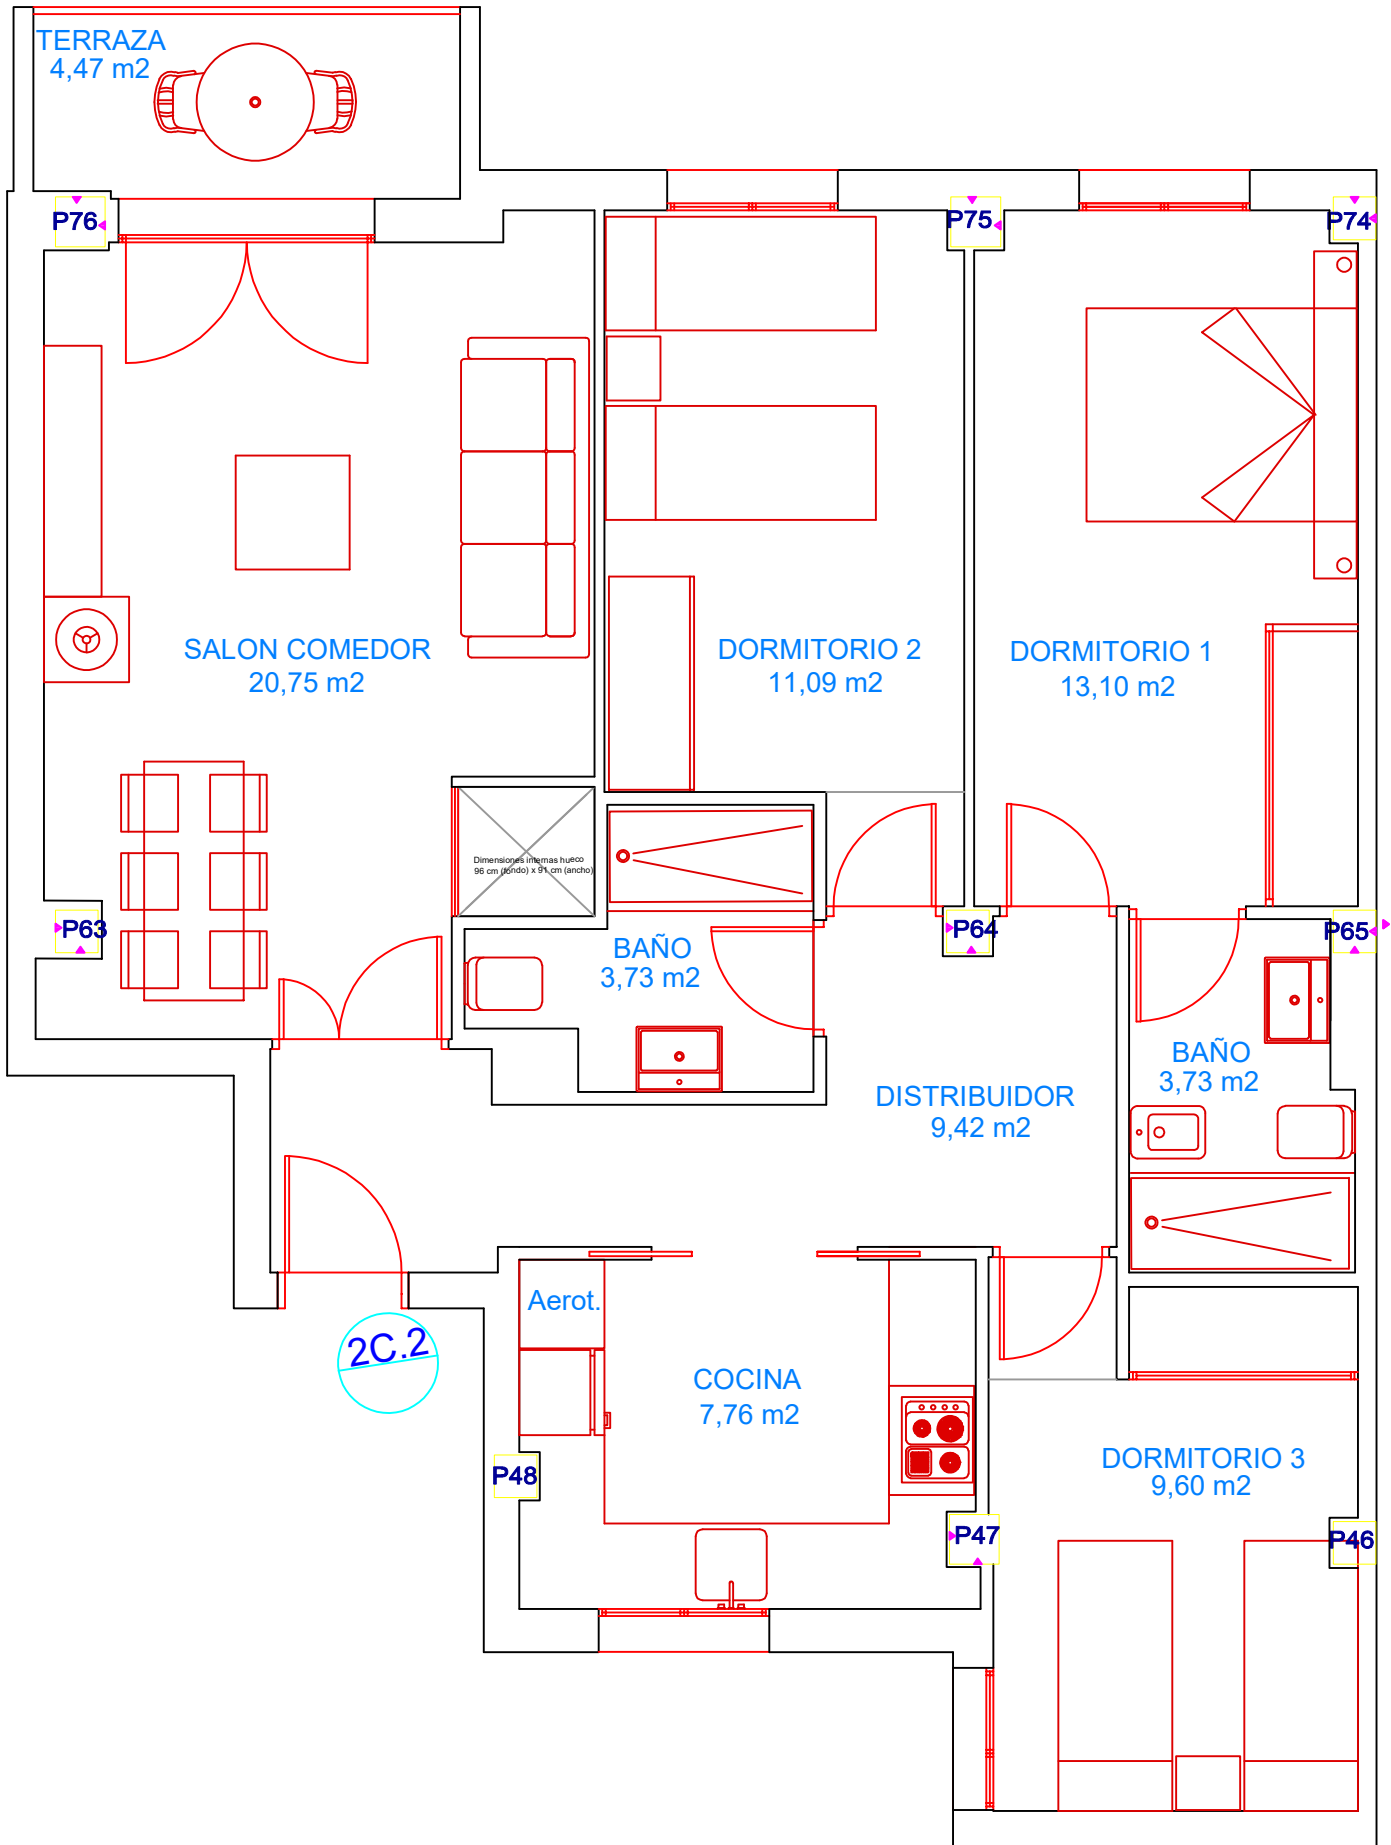 TERRAZA
4,47 m2
P76
P75
P74
SALON COMEDOR
20,75 m2
DORMITORIO 2
11,09 m2
DORMITORIO 1
13,10 m2
Dimensiones internas hueco
96 cm (fondo) x 91 cm (ancho)
P63
BAÑO
3,73 m2
P64
P65
BAÑO
3,73 m2
DISTRIBUIDOR
9,42 m2
Aerot.
2C.2
COCINA
7,76 m2
P48
DORMITORIO 3
9,60 m2
P47
P46